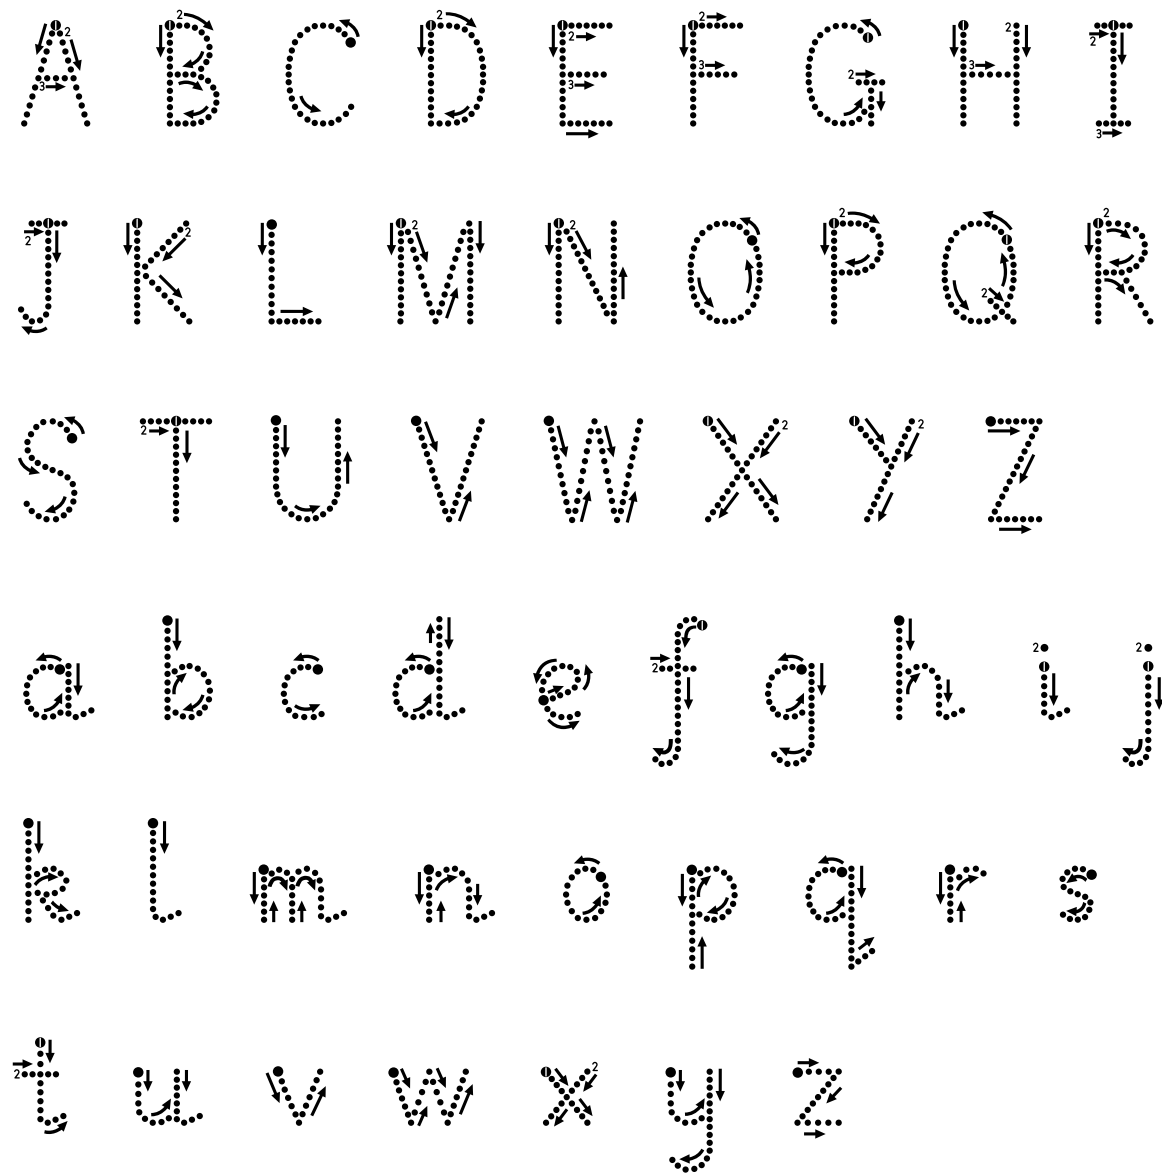 A B C D E F G H I
J K L M N O P Q R
S T U V W X Y Z
a b c d e f g h i j
k l m n o p q r s
t u v w x y z